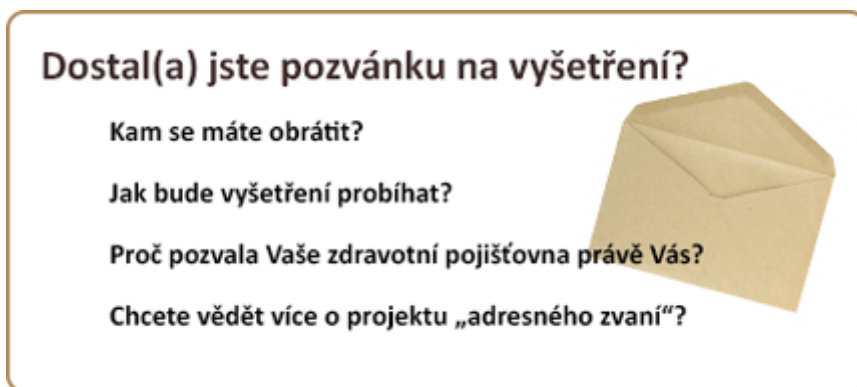 Dostal(a) jste pozvánku na vyšetření?
Kam se máte obrátit?
Jak bude vyšetření probíhat?
Proč pozvala Vaše zdravotní pojišťovna právě Vás?
Chcete vědět více o projektu „adresného zvaní“?